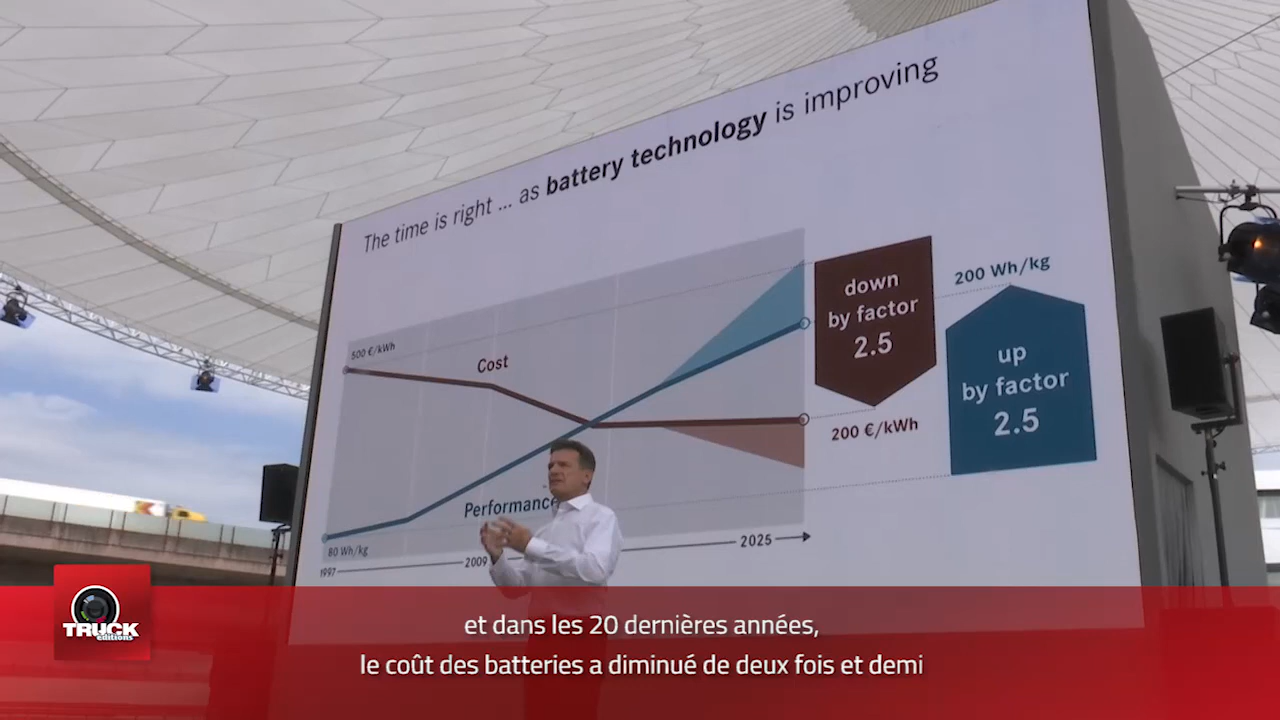 The time is right ... as battery technology is improving
500 €/kWh
Cost
down
by factor
2.5
200 Wh/kg
up
by factor
2.5
200 €/kWh
Performance
80 Wh/kg
1997
2009
2025
TRUCK
editions
et dans les 20 dernières années,
le coût des batteries a diminué de deux fois et demi